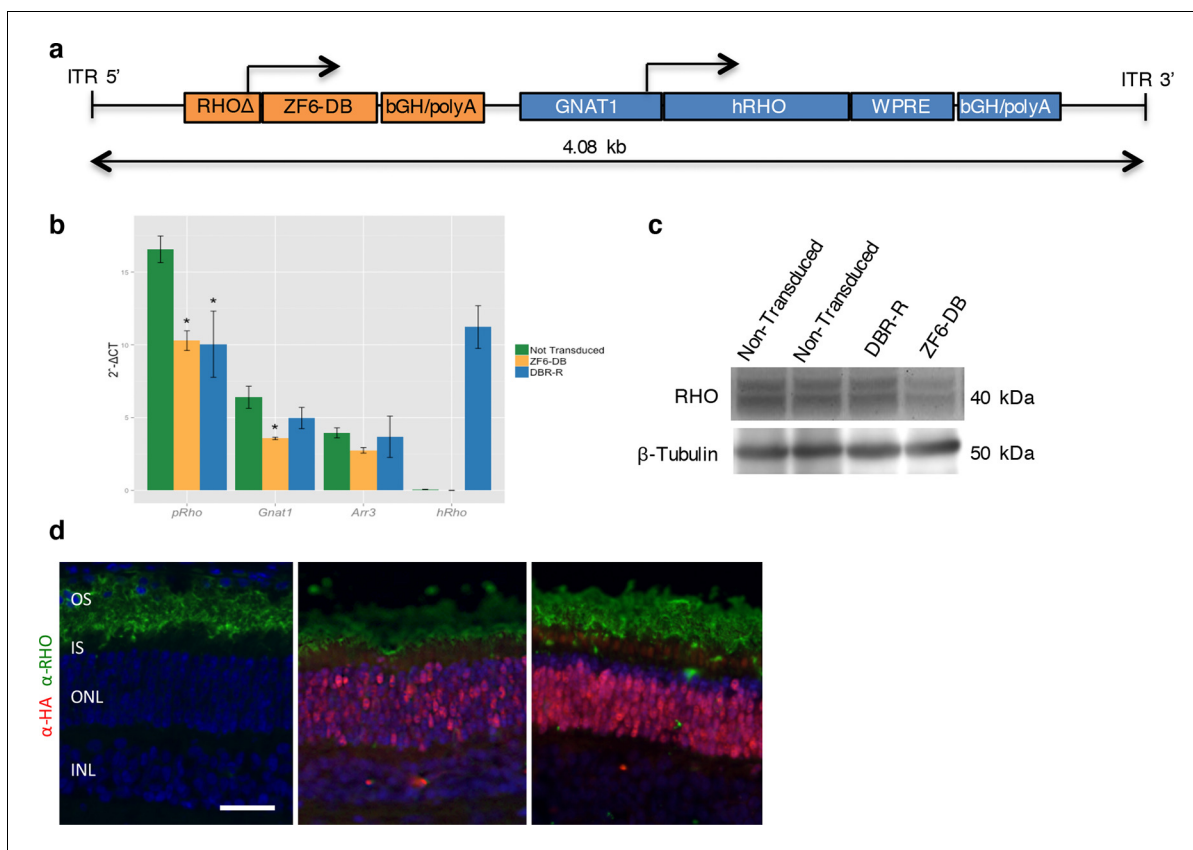 a
ITR 5’
ITR 3’
RHOΔ
ZF6-DB
bGH/polyA
GNAT1
hRHO
WPRE
bGH/polyA
4.08 kb
b
2^-ΔCT
15
10
5
0
*
*
*
pRho
Gnat1
Arr3
hRho
Not Transduced
ZF6-DB
DBR-R
c
Non-Transduced
Non-Transduced
DBR-R
ZF6-DB
RHO
40 kDa
β-Tubulin
50 kDa
d
α-HA α-RHO
OS
IS
ONL
INL